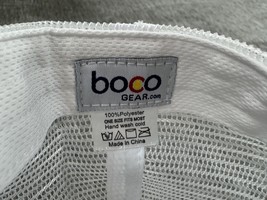 boco
GEAR.com
100%Polyester
ONE SIZE FITS MOST
Hand wash cold
Made In China